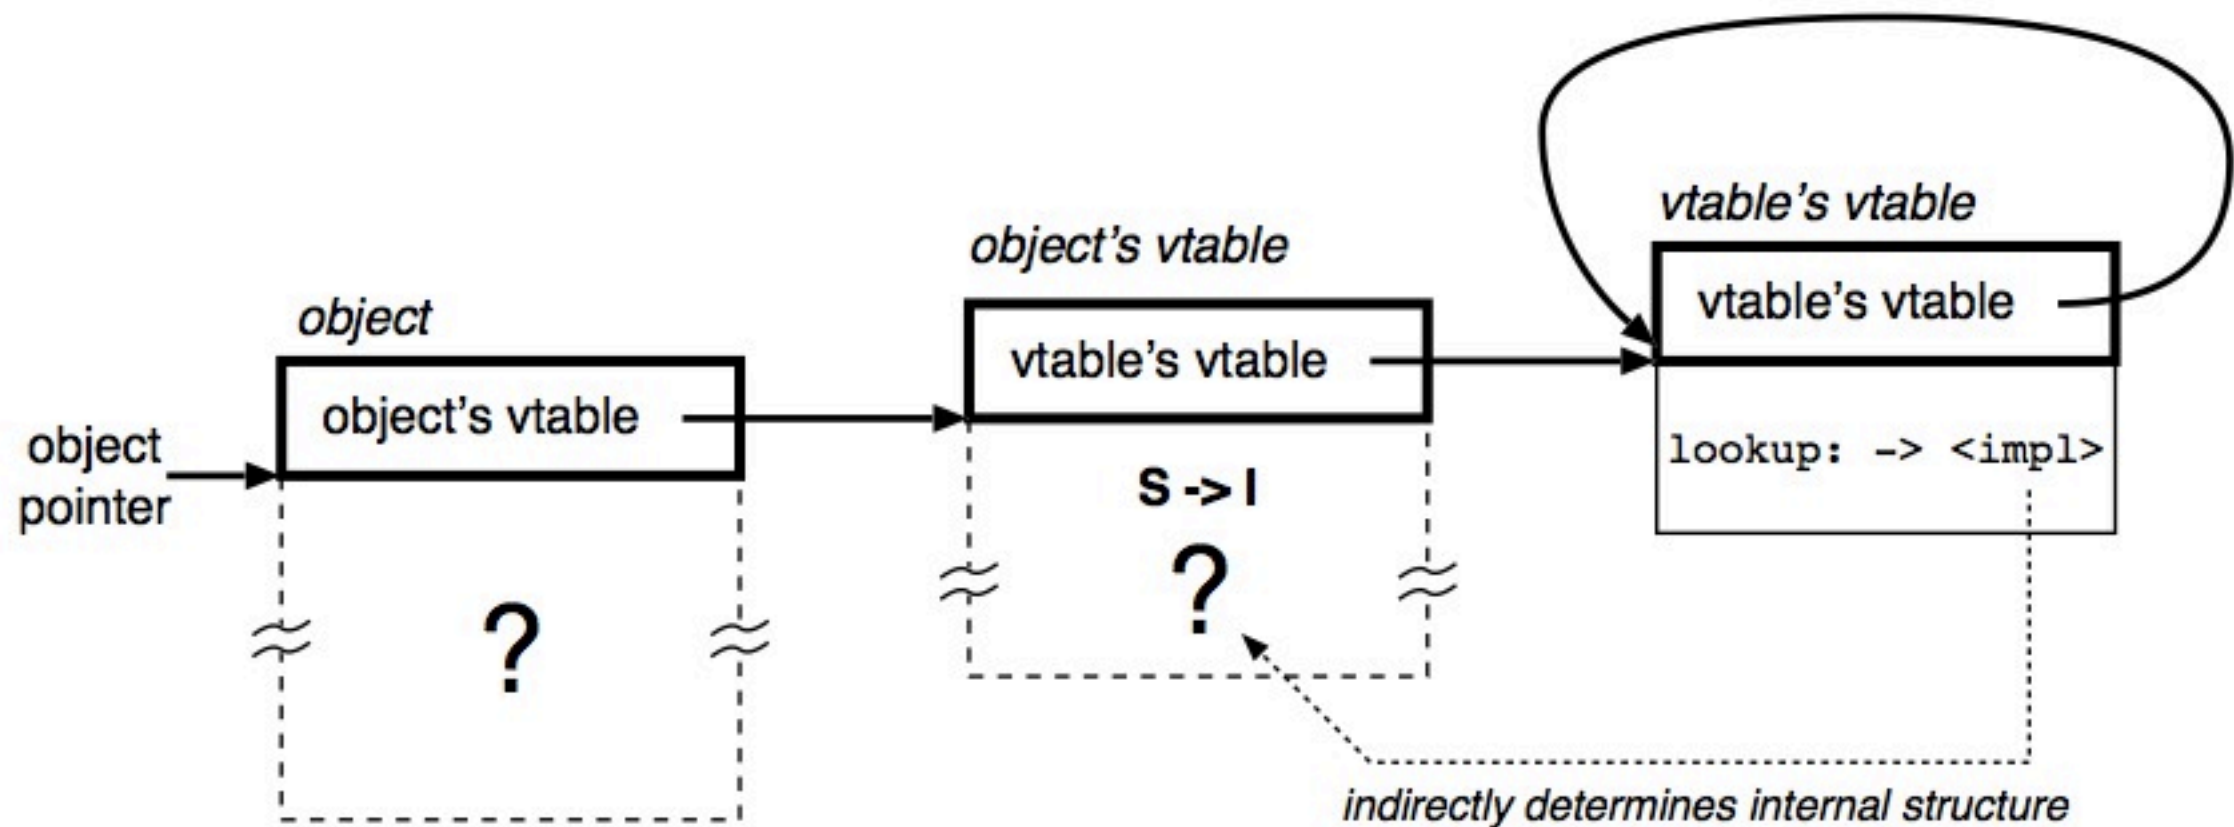 vtable's vtable
object's vtable
vtable's vtable
object
vtable's vtable
object's vtable
object
pointer
lookup: -> <impl>
S -> I
?
?
indirectly determines internal structure